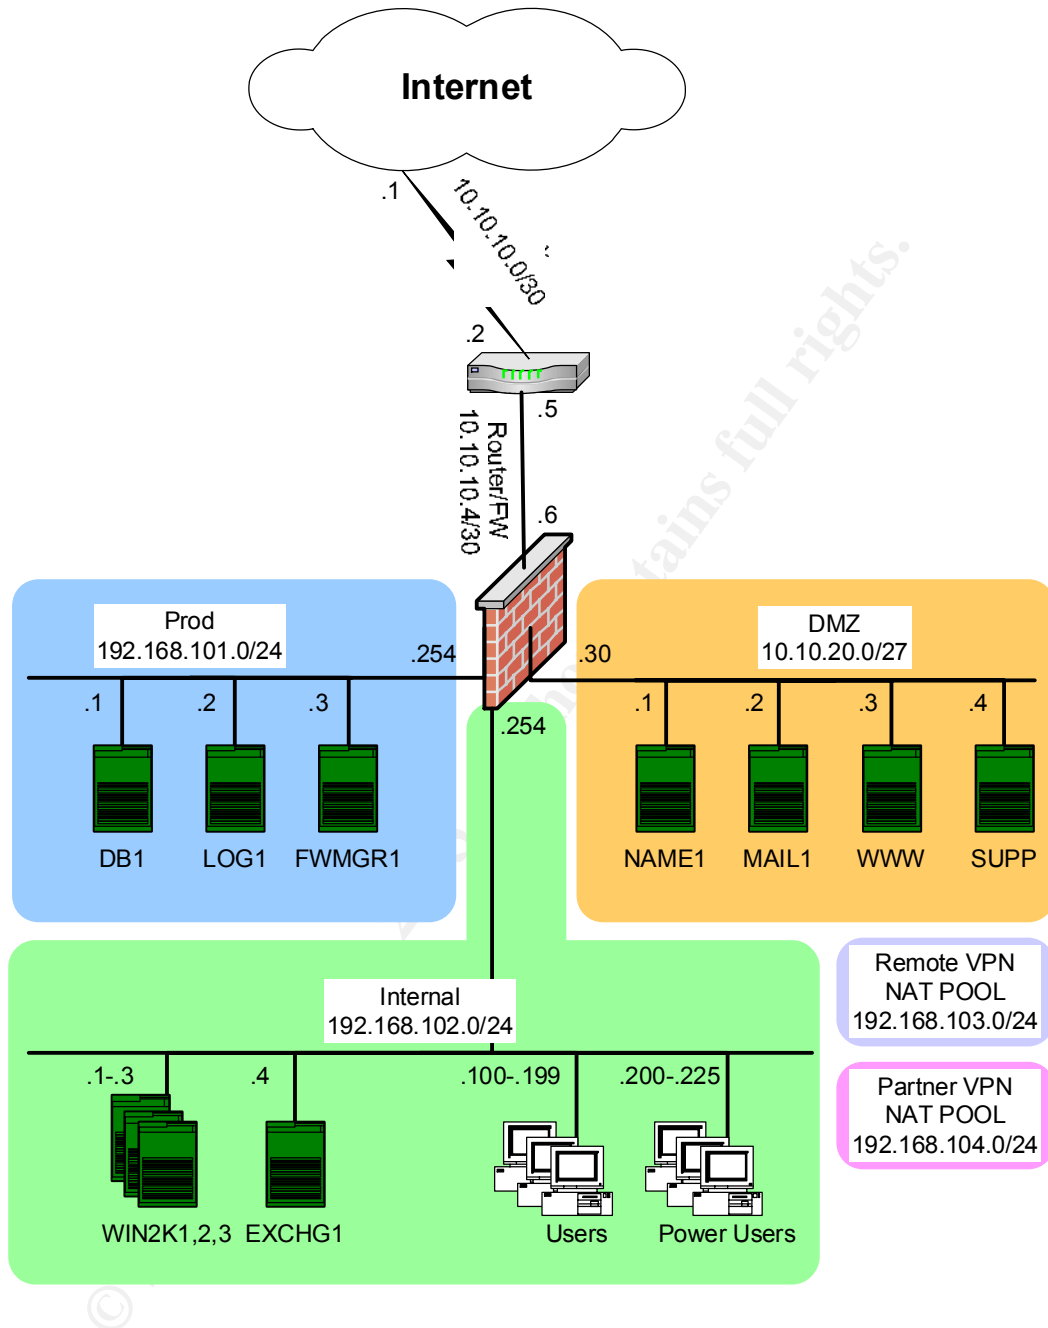 Internet
.1
10.10.10.0/30
.2
.5
Router/FW
10.10.10.4/30
.6
Prod
192.168.101.0/24
.254
.30
DMZ
10.10.20.0/27
.1
.2
.3
.254
.1
.2
.3
.4
DB1
LOG1
FWMGR1
NAME1
MAIL1
WWW
SUPP
Internal
192.168.102.0/24
Remote VPN
NAT POOL
192.168.103.0/24
.1-.3
.4
.100-.199
.200-.225
Partner VPN
NAT POOL
192.168.104.0/24
WIN2K1,2,3
EXCHG1
Users
Power Users
©
tains full rights.